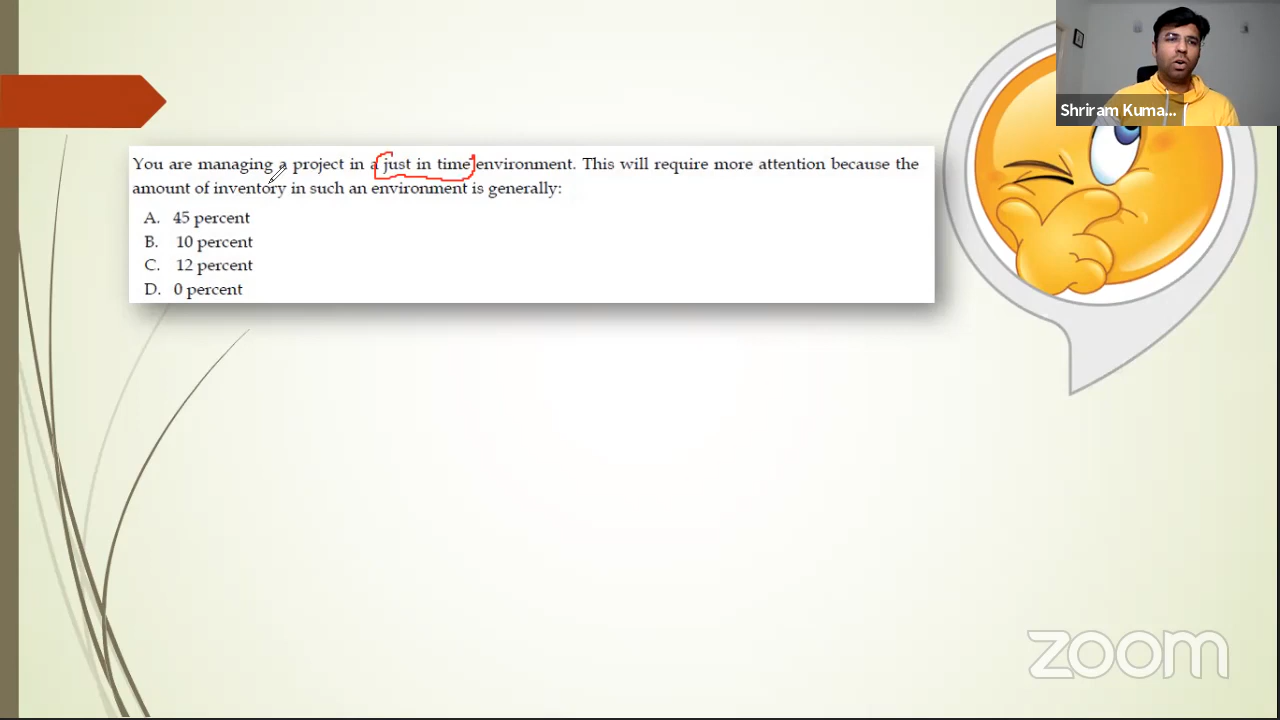 Shriram Kuma...
You are managing a project in a just in time environment. This will require more attention because the
amount of inventory in such an environment is generally:
A. 45 percent
B. 10 percent
C. 12 percent
D. 0 percent
zoom